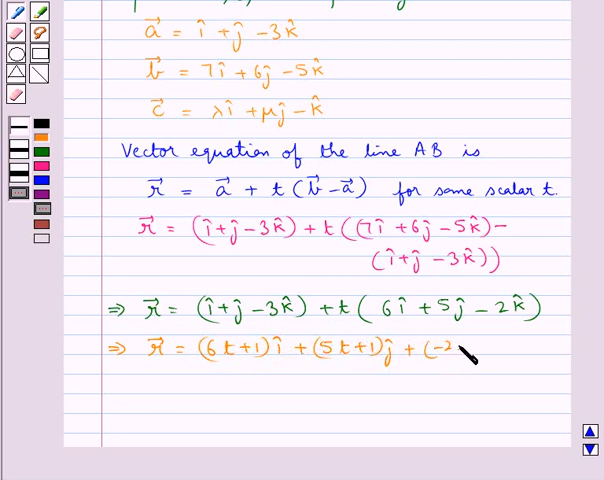 a⃗ = î + ĵ - 3k̂
b⃗ = 7î + 6ĵ - 5k̂
c⃗ = λî + μĵ - k̂
Vector equation of the line AB is
r⃗ = a⃗ + t (b⃗ - a⃗) for some scalar t.
r⃗ = (î + ĵ - 3k̂) + t ((7î + 6ĵ - 5k̂) -
(î + ĵ - 3k̂))
⇒ r⃗ = (î + ĵ - 3k̂) + t ( 6î + 5ĵ - 2k̂)
⇒ r⃗ = (6t + 1)î + (5t + 1)ĵ + (-2